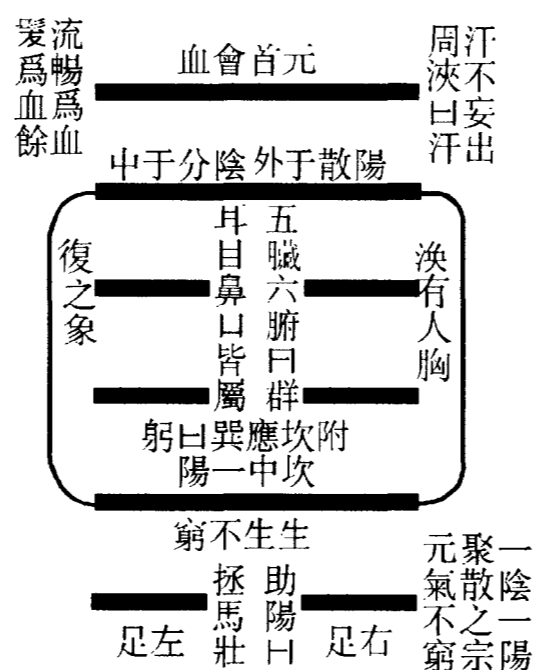 汗不妄出
周浹曰汗
元首會血
流暢爲血
髮爲血餘
陽散于外 陰分于中
渙有人胸
五臟六腑曰群
耳目鼻口皆屬
復之象
附坎應巽曰躬
坎中一陽
生生不窮
一陰一陽
聚散之宗
元氣不窮
右足
助陽曰
拯馬壯
左足